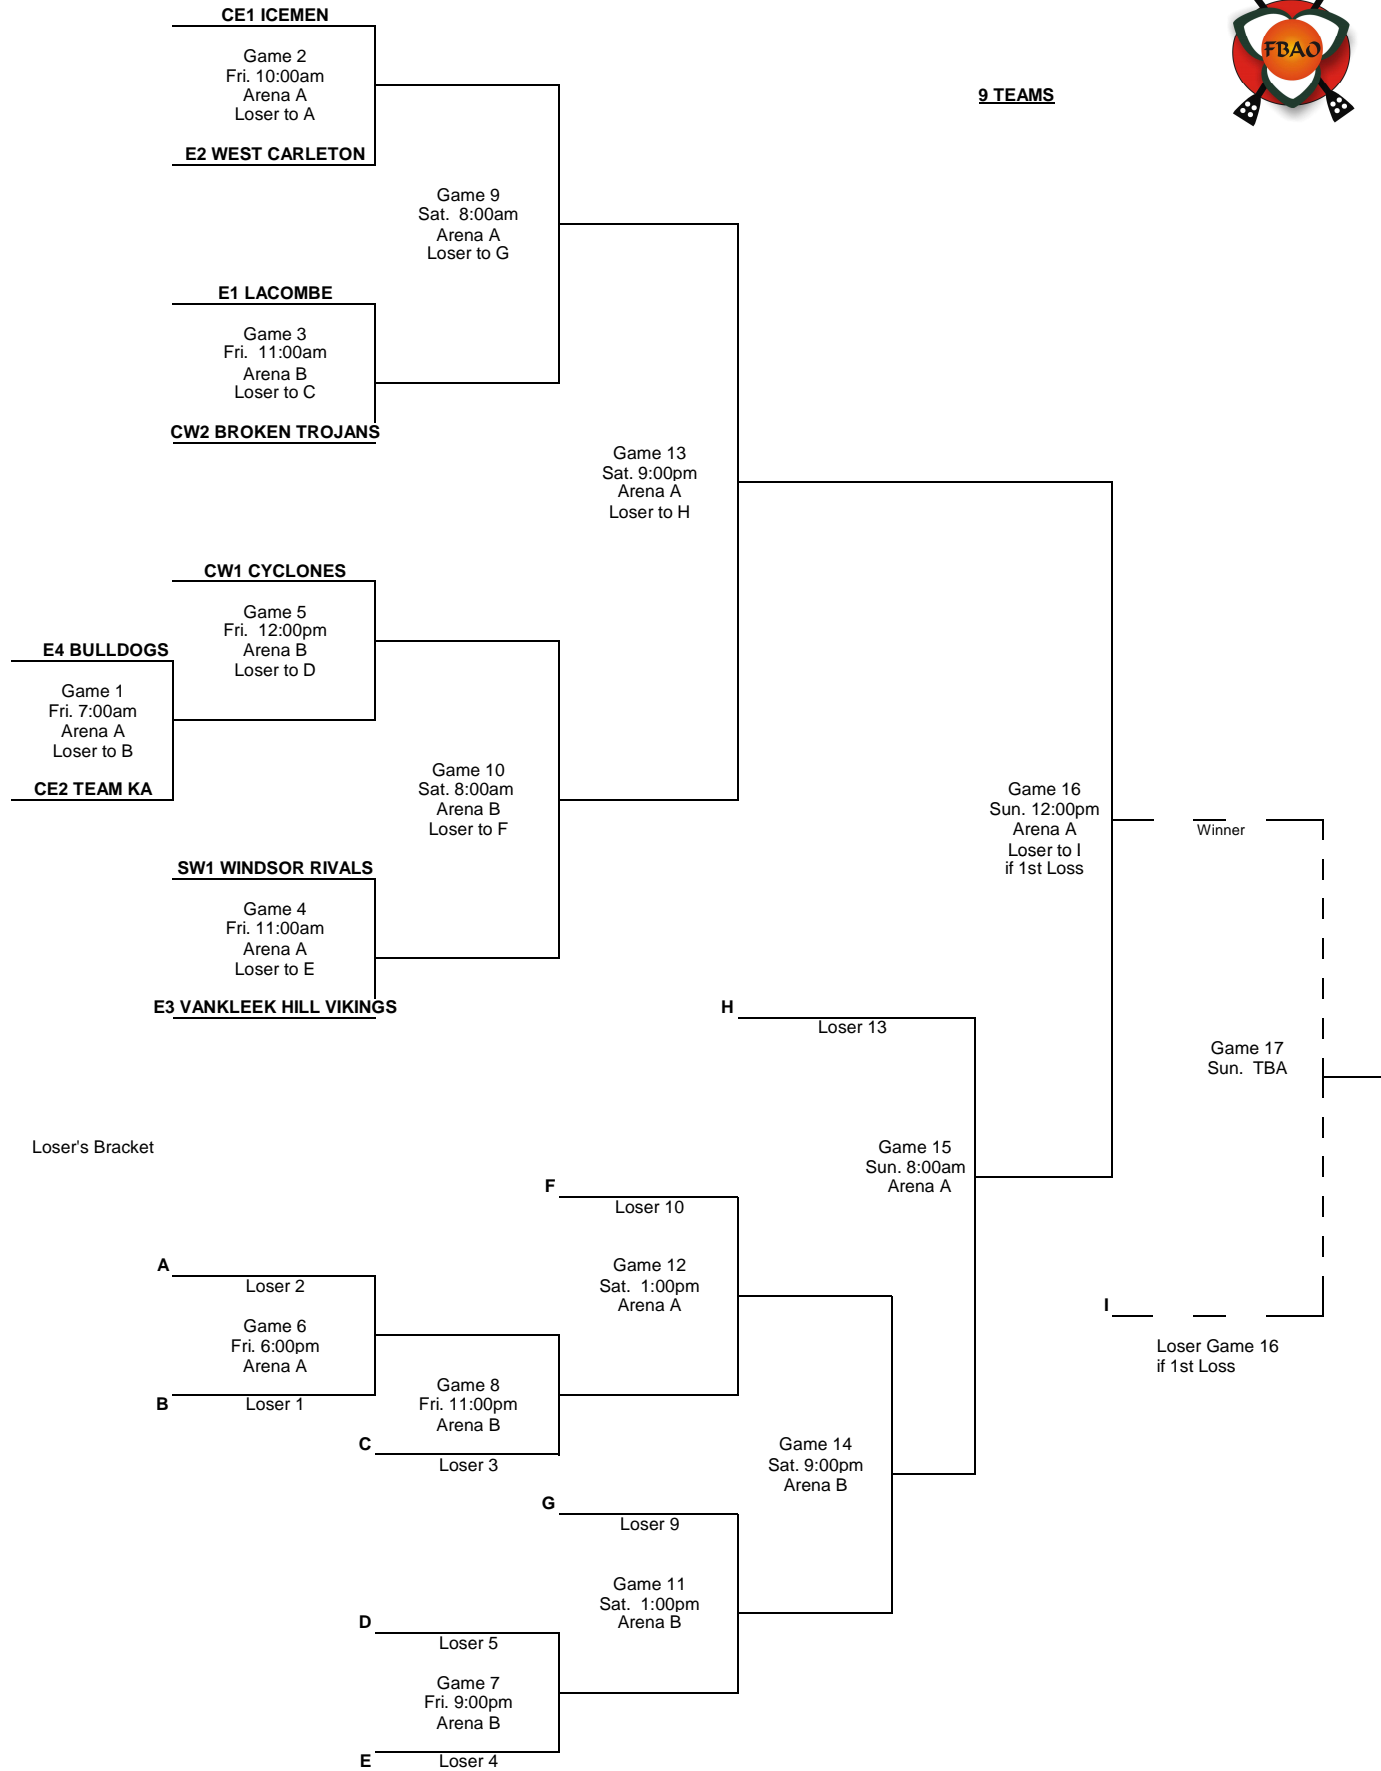 CE1 ICEMEN
Game 2
Fri. 10:00am
Arena A
Loser to A
E2 WEST CARLETON
FBAO
9 TEAMS
Game 9
Sat.  8:00am
Arena A
Loser to G
E1 LACOMBE
Game 3
Fri.  11:00am
Arena B
Loser to C
CW2 BROKEN TROJANS
Game 13
Sat. 9:00pm
Arena A
Loser to H
CW1 CYCLONES
Game 5
Fri.  12:00pm
Arena B
Loser to D
E4 BULLDOGS
Game 1
Fri. 7:00am
Arena A
Loser to B
CE2 TEAM KA
Game 10
Sat. 8:00am
Arena B
Loser to F
Game 16
Sun. 12:00pm
Arena A
Loser to I
if 1st Loss
Winner
SW1 WINDSOR RIVALS
Game 4
Fri. 11:00am
Arena A
Loser to E
E3 VANKLEEK HILL VIKINGS
H
Loser 13
Game 17
Sun.  TBA
Loser's Bracket
Game 15
Sun. 8:00am
Arena A
F
Loser 10
A
Loser 2
Game 12
Sat.  1:00pm
Arena A
Game 6
Fri. 6:00pm
Arena A
I
Loser Game 16
if 1st Loss
B
Loser 1
Game 8
Fri. 11:00pm
Arena B
C
Loser 3
Game 14
Sat. 9:00pm
Arena B
G
Loser 9
Game 11
Sat.  1:00pm
Arena B
D
Loser 5
Game 7
Fri. 9:00pm
Arena B
E
Loser 4